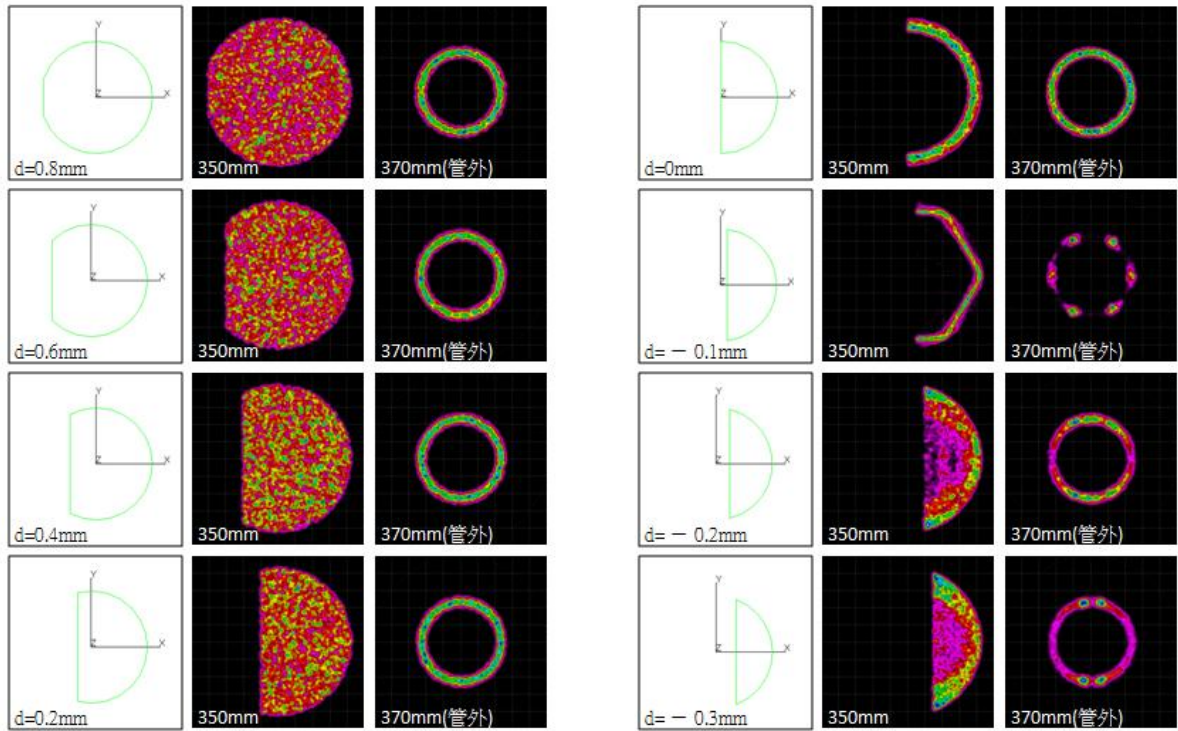 Y
X
Z
d=0.8mm
350mm
370mm(管外)
Y
X
Z
d=0.6mm
350mm
370mm(管外)
Y
X
Z
d=0.4mm
350mm
370mm(管外)
Y
X
Z
d=0.2mm
350mm
370mm(管外)
Y
X
Z
d=0mm
350mm
370mm(管外)
Y
X
Z
d= － 0.1mm
350mm
370mm(管外)
Y
X
Z
d= － 0.2mm
350mm
370mm(管外)
Y
X
Z
d= － 0.3mm
350mm
370mm(管外)